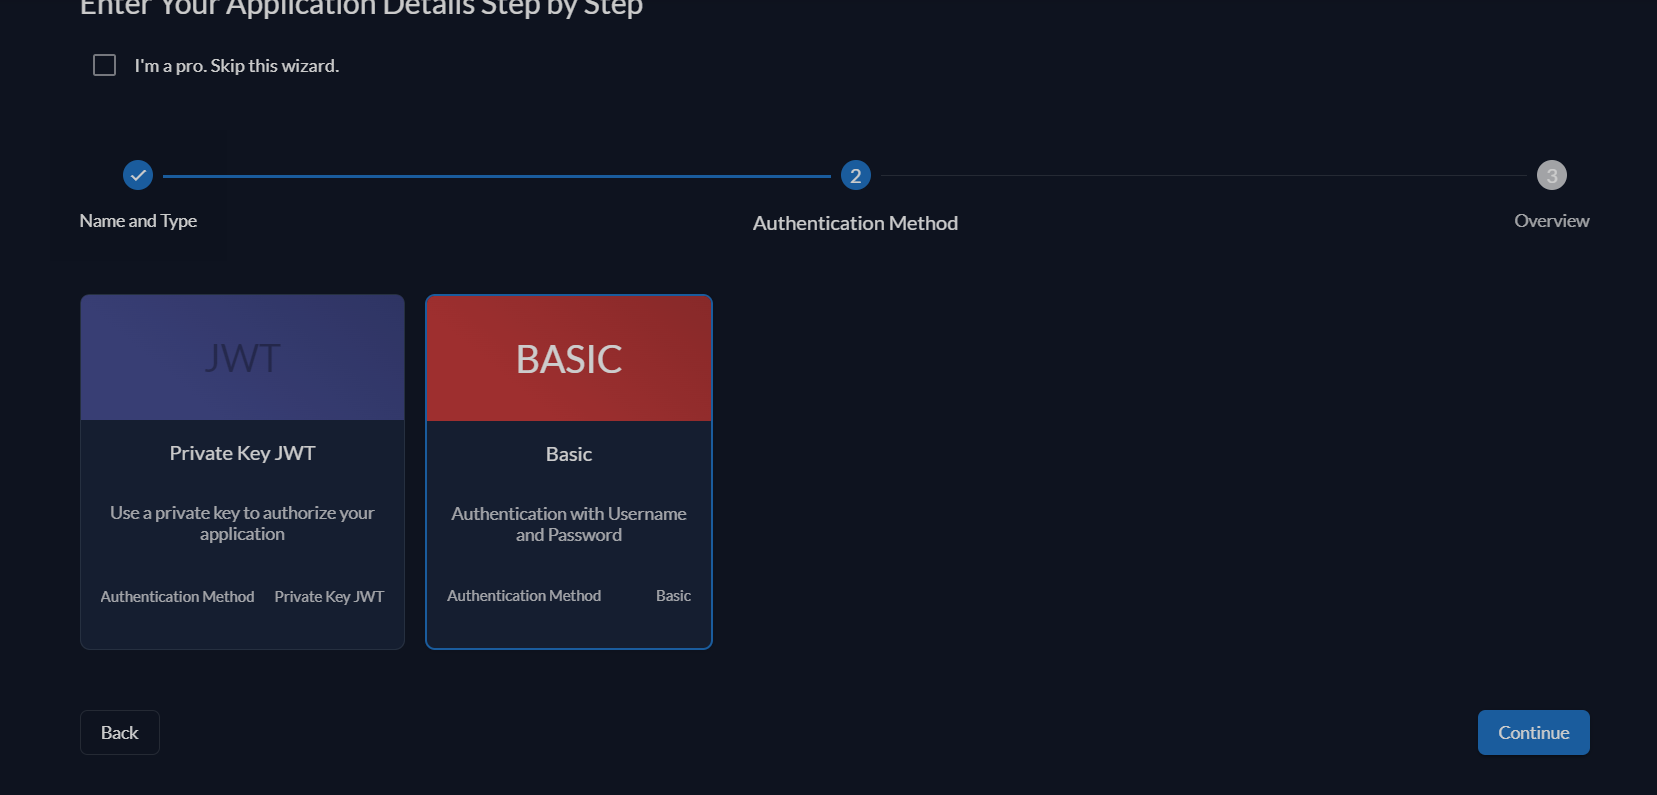 Enter Your Application Details Step by Step
I'm a pro. Skip this wizard.
2
3
Name and Type
Authentication Method
Overview
JWT
Private Key JWT
Use a private key to authorize your
application
Authentication Method Private Key JWT
BASIC
Basic
Authentication with Username
and Password
Authentication Method Basic
Back
Continue